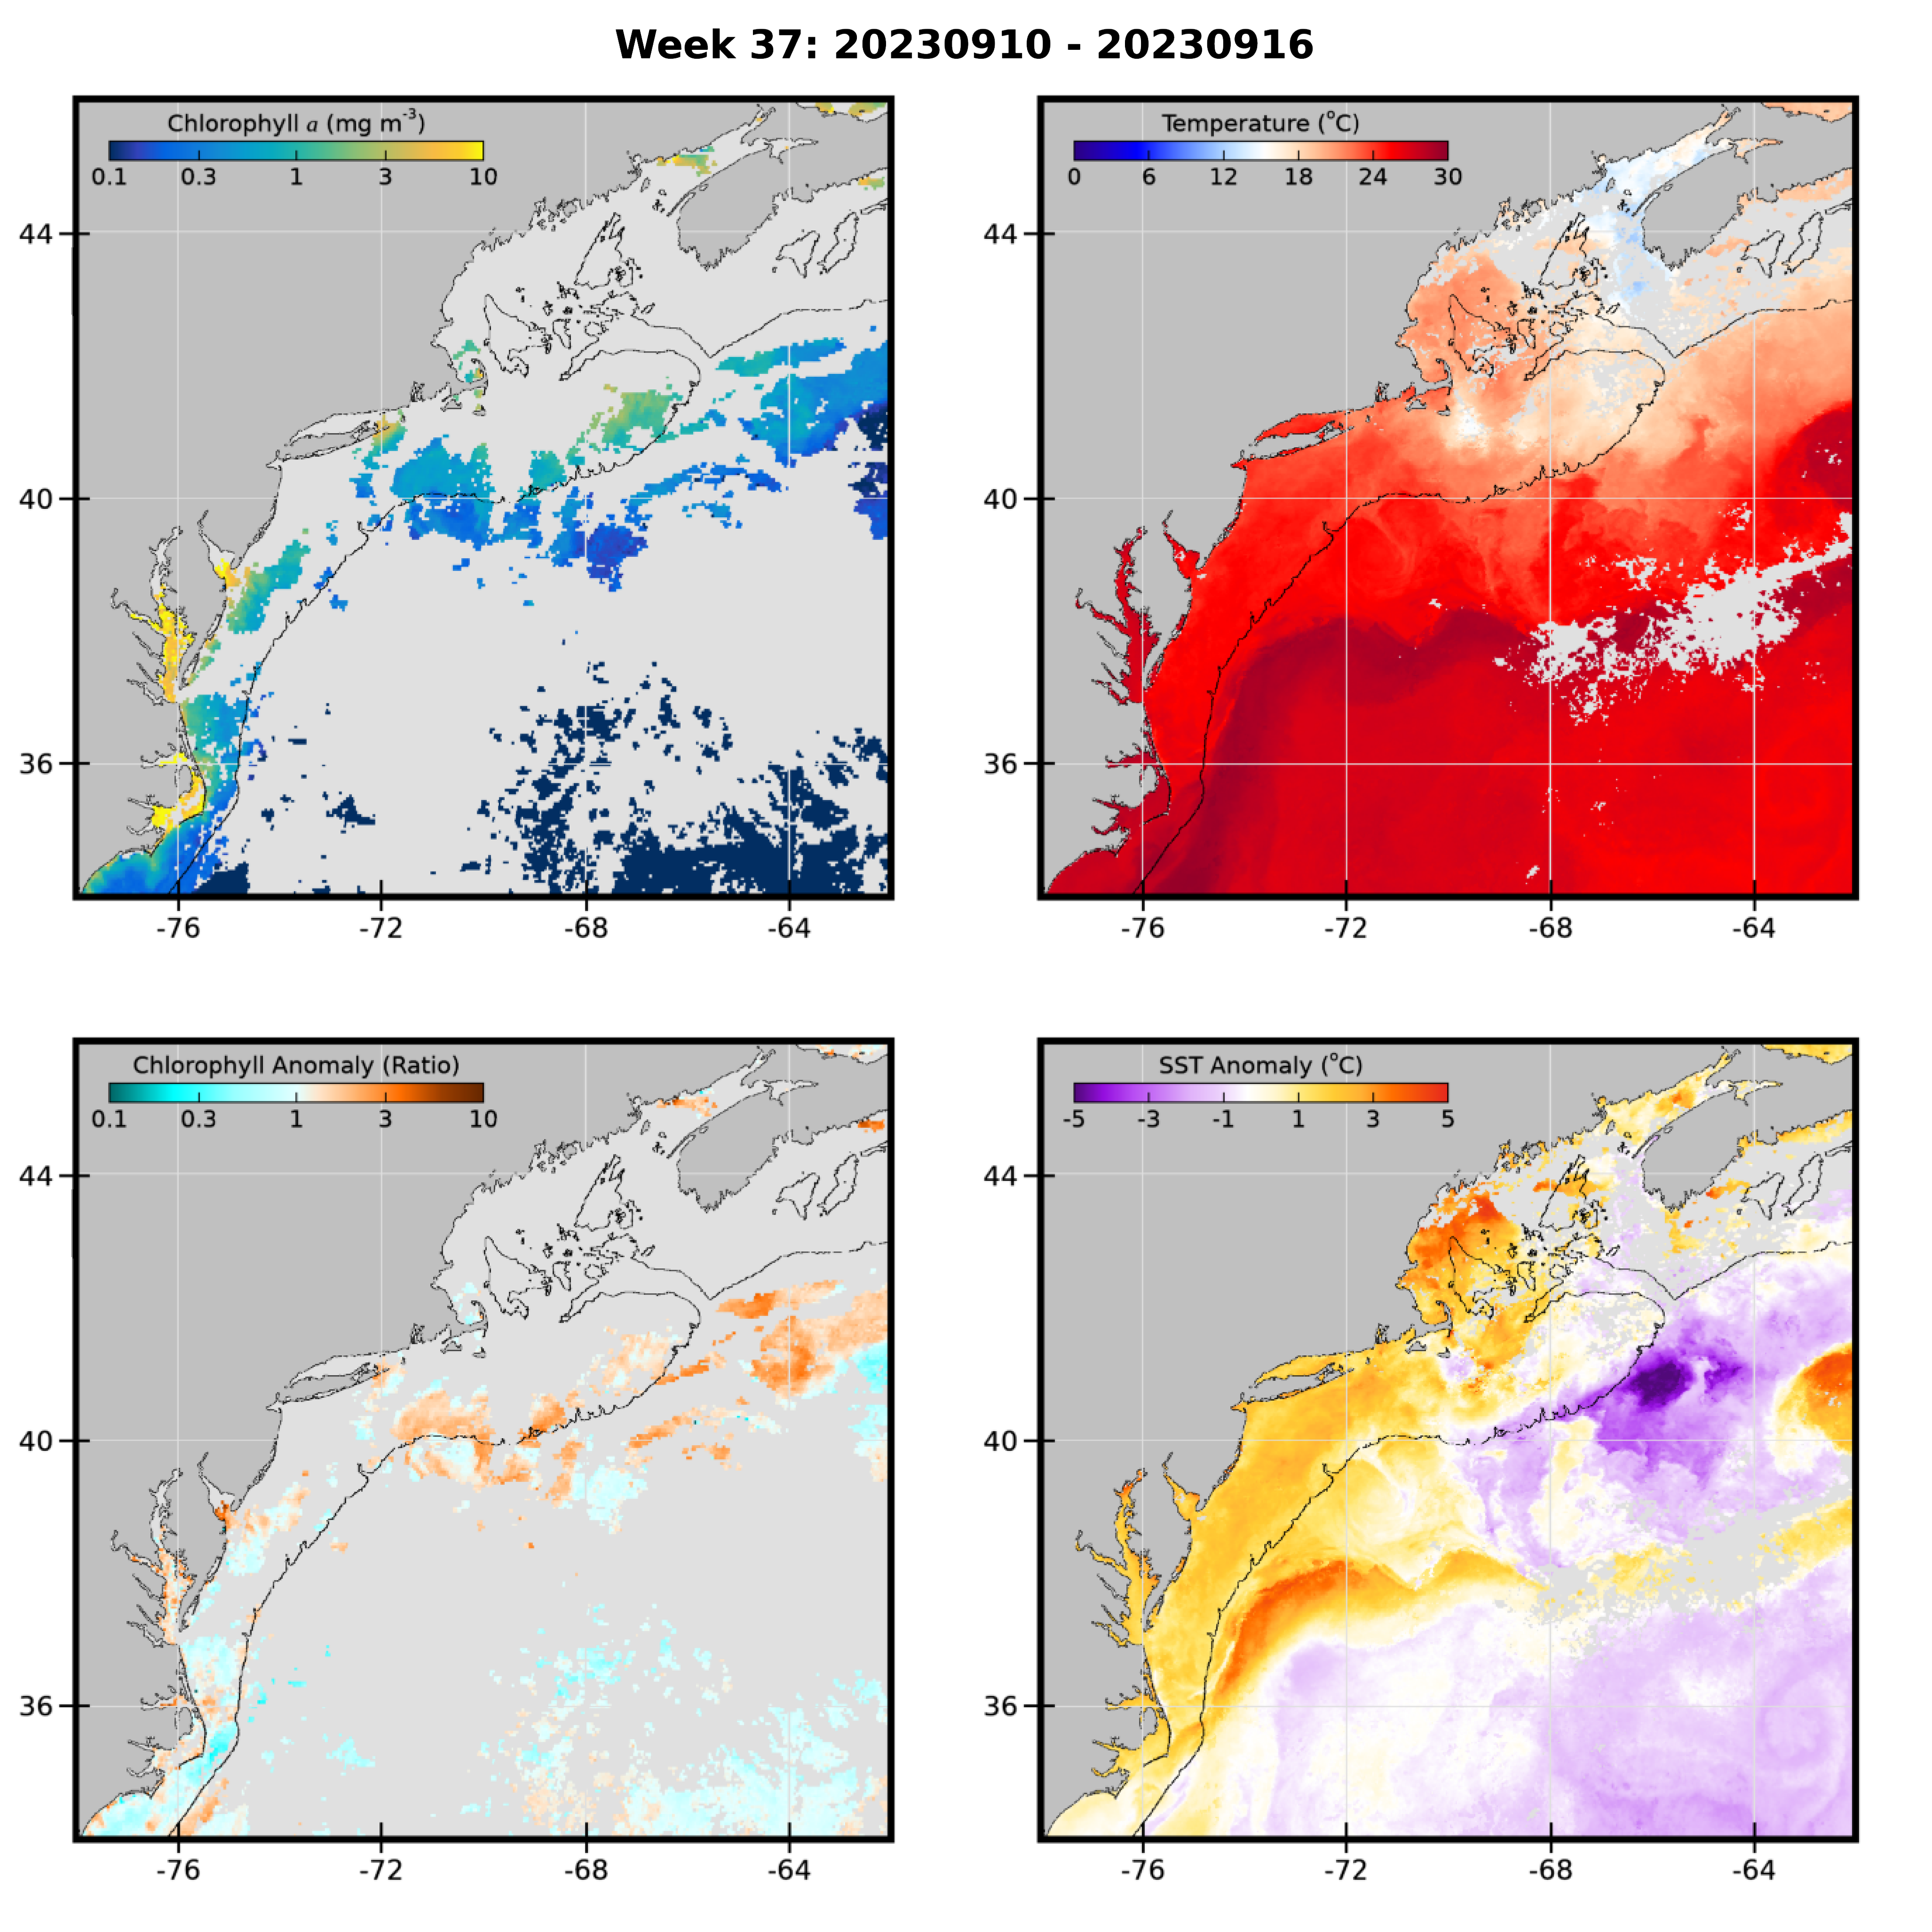 Week 37: 20230910 - 20230916
Chlorophyll a (mg m-3)
0.1 0.3 1 3 10
44
40
36
-76 -72 -68 -64
Temperature (oC)
0 6 12 18 24 30
44
40
36
-76 -72 -68 -64
Chlorophyll Anomaly (Ratio)
0.1 0.3 1 3 10
44
40
36
-76 -72 -68 -64
SST Anomaly (oC)
-5 -3 -1 1 3 5
44
40
36
-76 -72 -68 -64